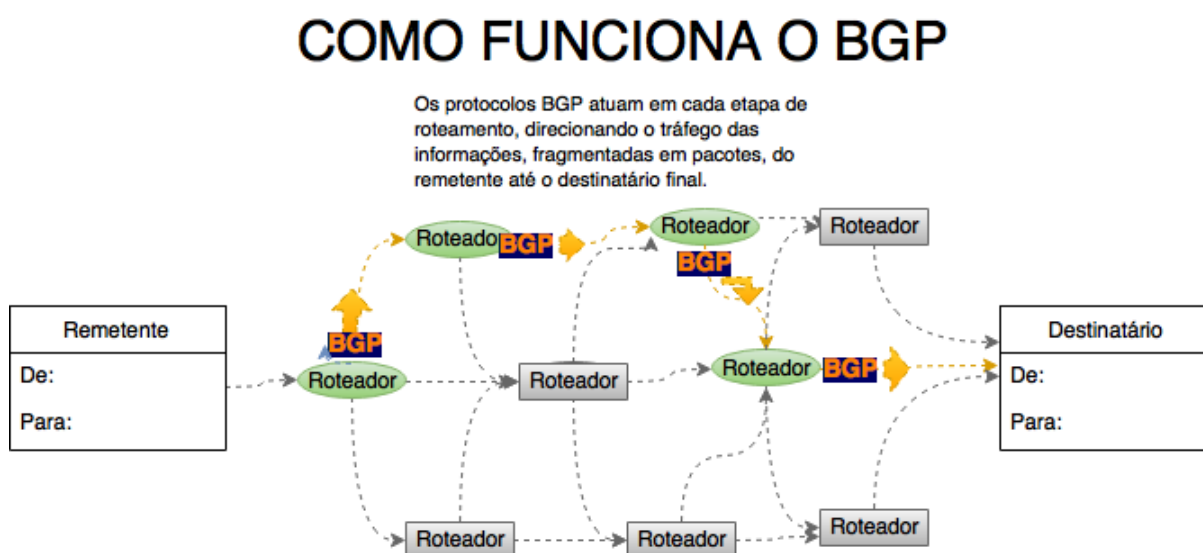 COMO FUNCIONA O BGP
Os protocolos BGP atuam em cada etapa de
roteamento, direcionando o tráfego das
informações, fragmentadas em pacotes, do
remetente até o destinatário final.
Roteador
BGP
Roteador
BGP
Roteador
Remetente
De:
Para:
BGP
Roteador
Roteador
Roteador
BGP
Destinatário
De:
Para:
Roteador
Roteador
Roteador